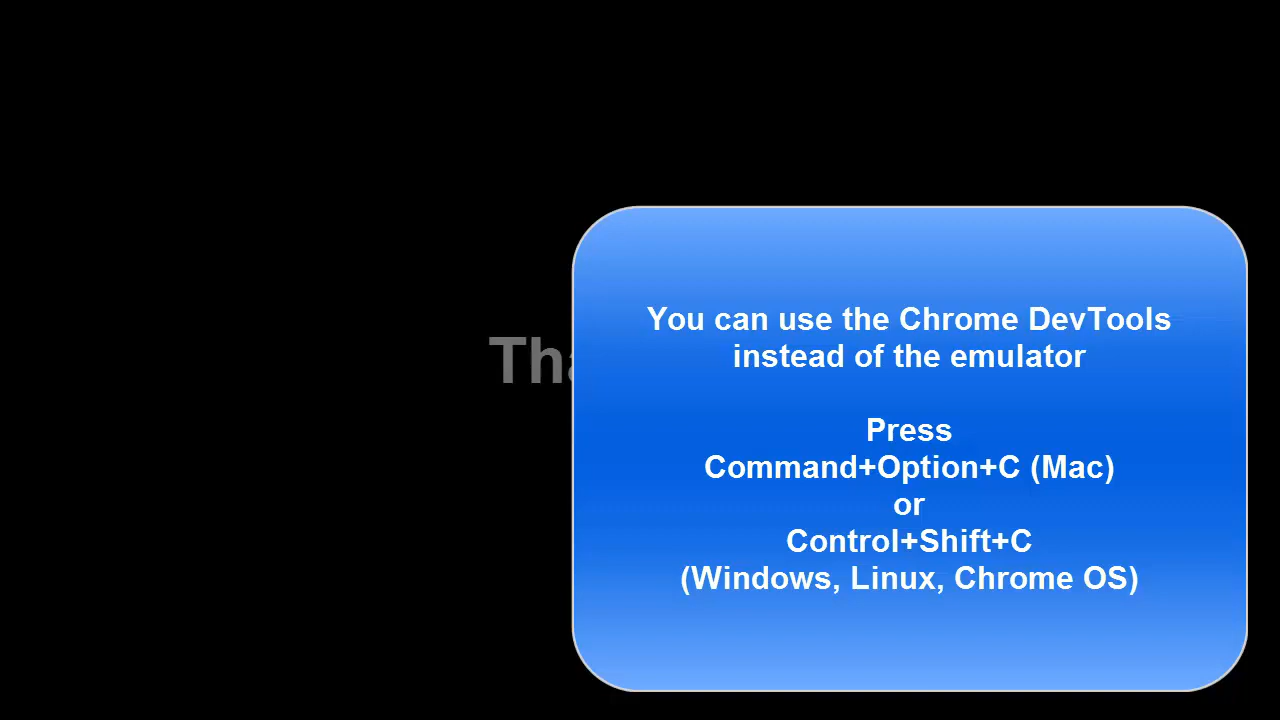 You can use the Chrome DevTools
instead of the emulator
Press
Command+Option+C (Mac)
or
Control+Shift+C
(Windows, Linux, Chrome OS)